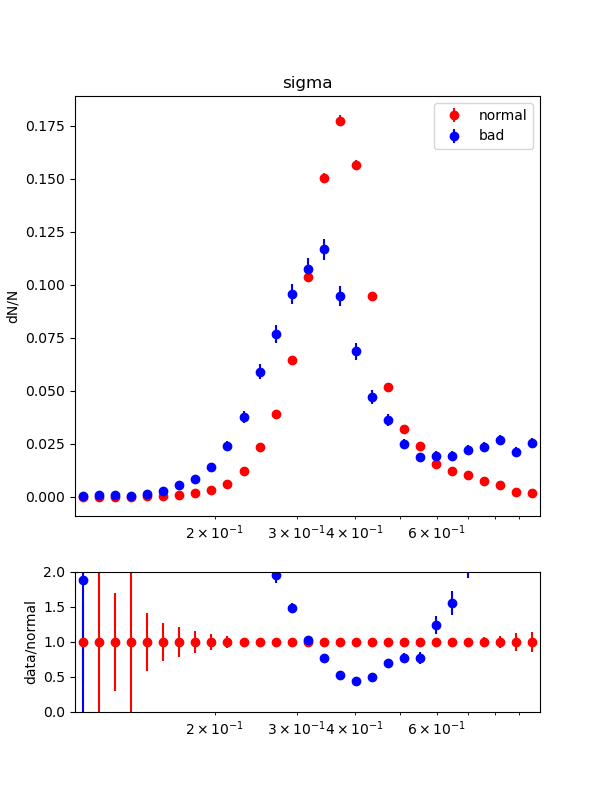 sigma
normal
bad
dN/N
0.175
0.150
0.125
0.100
0.075
0.050
0.025
0.000
2 × 10⁻¹ 3 × 10⁻¹ 4 × 10⁻¹ 6 × 10⁻¹
data/normal
2.0
1.5
1.0
0.5
0.0
2 × 10⁻¹ 3 × 10⁻¹ 4 × 10⁻¹ 6 × 10⁻¹